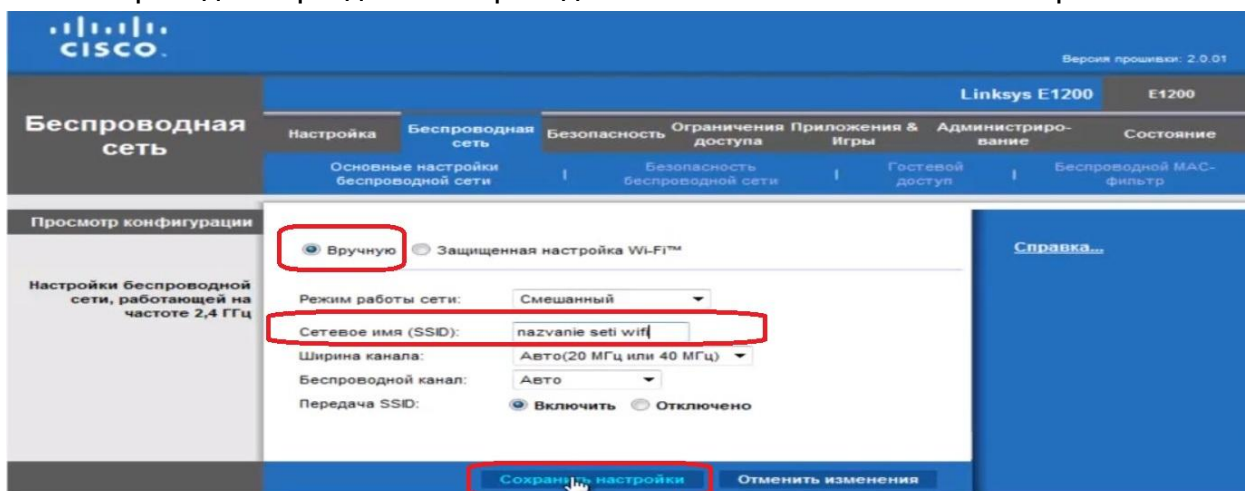 CISCO
Версия прошивки: 2.0.01
Linksys E1200 E1200
Беспроводная сеть
Настройка Беспроводная сеть Безопасность Ограничения доступа Приложения & Игры Администриро-вание Состояние
Основные настройки беспроводной сети | Безопасность беспроводной сети | Гостевой доступ | Беспроводной MAC-фильтр
Просмотр конфигурации
Вручную Защищенная настройка Wi-Fi™
Справка...
Настройки беспроводной
сети, работающей на
частоте 2,4 ГГц
Режим работы сети: Смешанный
Сетевое имя (SSID): nazvanie seti wifi
Ширина канала: Авто(20 МГц или 40 МГц)
Беспроводной канал: Авто
Передача SSID: Включить Отключено
Сохранить настройки Отменить изменения